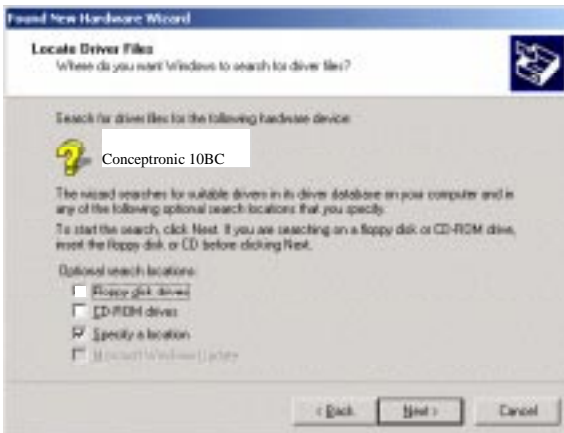 Found New Hardware Wizard
Locate Driver Files
Where do you want Windows to search for driver files?
Search for driver files for the following hardware device:
Conceptronic 10BC
The wizard searches for suitable drivers in its driver database on your computer and in
any of the following optional search locations that you specify.
To start the search, click Next. If you are searching on a floppy disk or CD-ROM drive,
insert the floppy disk or CD before clicking Next.
Optional search locations:
Floppy disk drives
CD-ROM drives
Specify a location
Microsoft Windows Update
< Back
Next >
Cancel